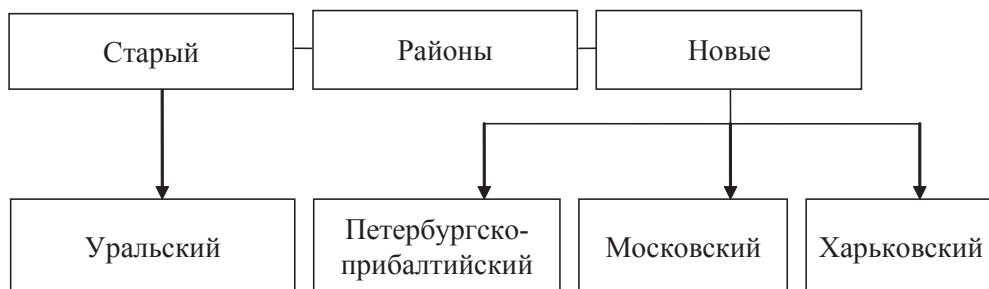 Старый
Районы
Новые
Уральский
Петербургско-
прибалтийский
Московский
Харьковский